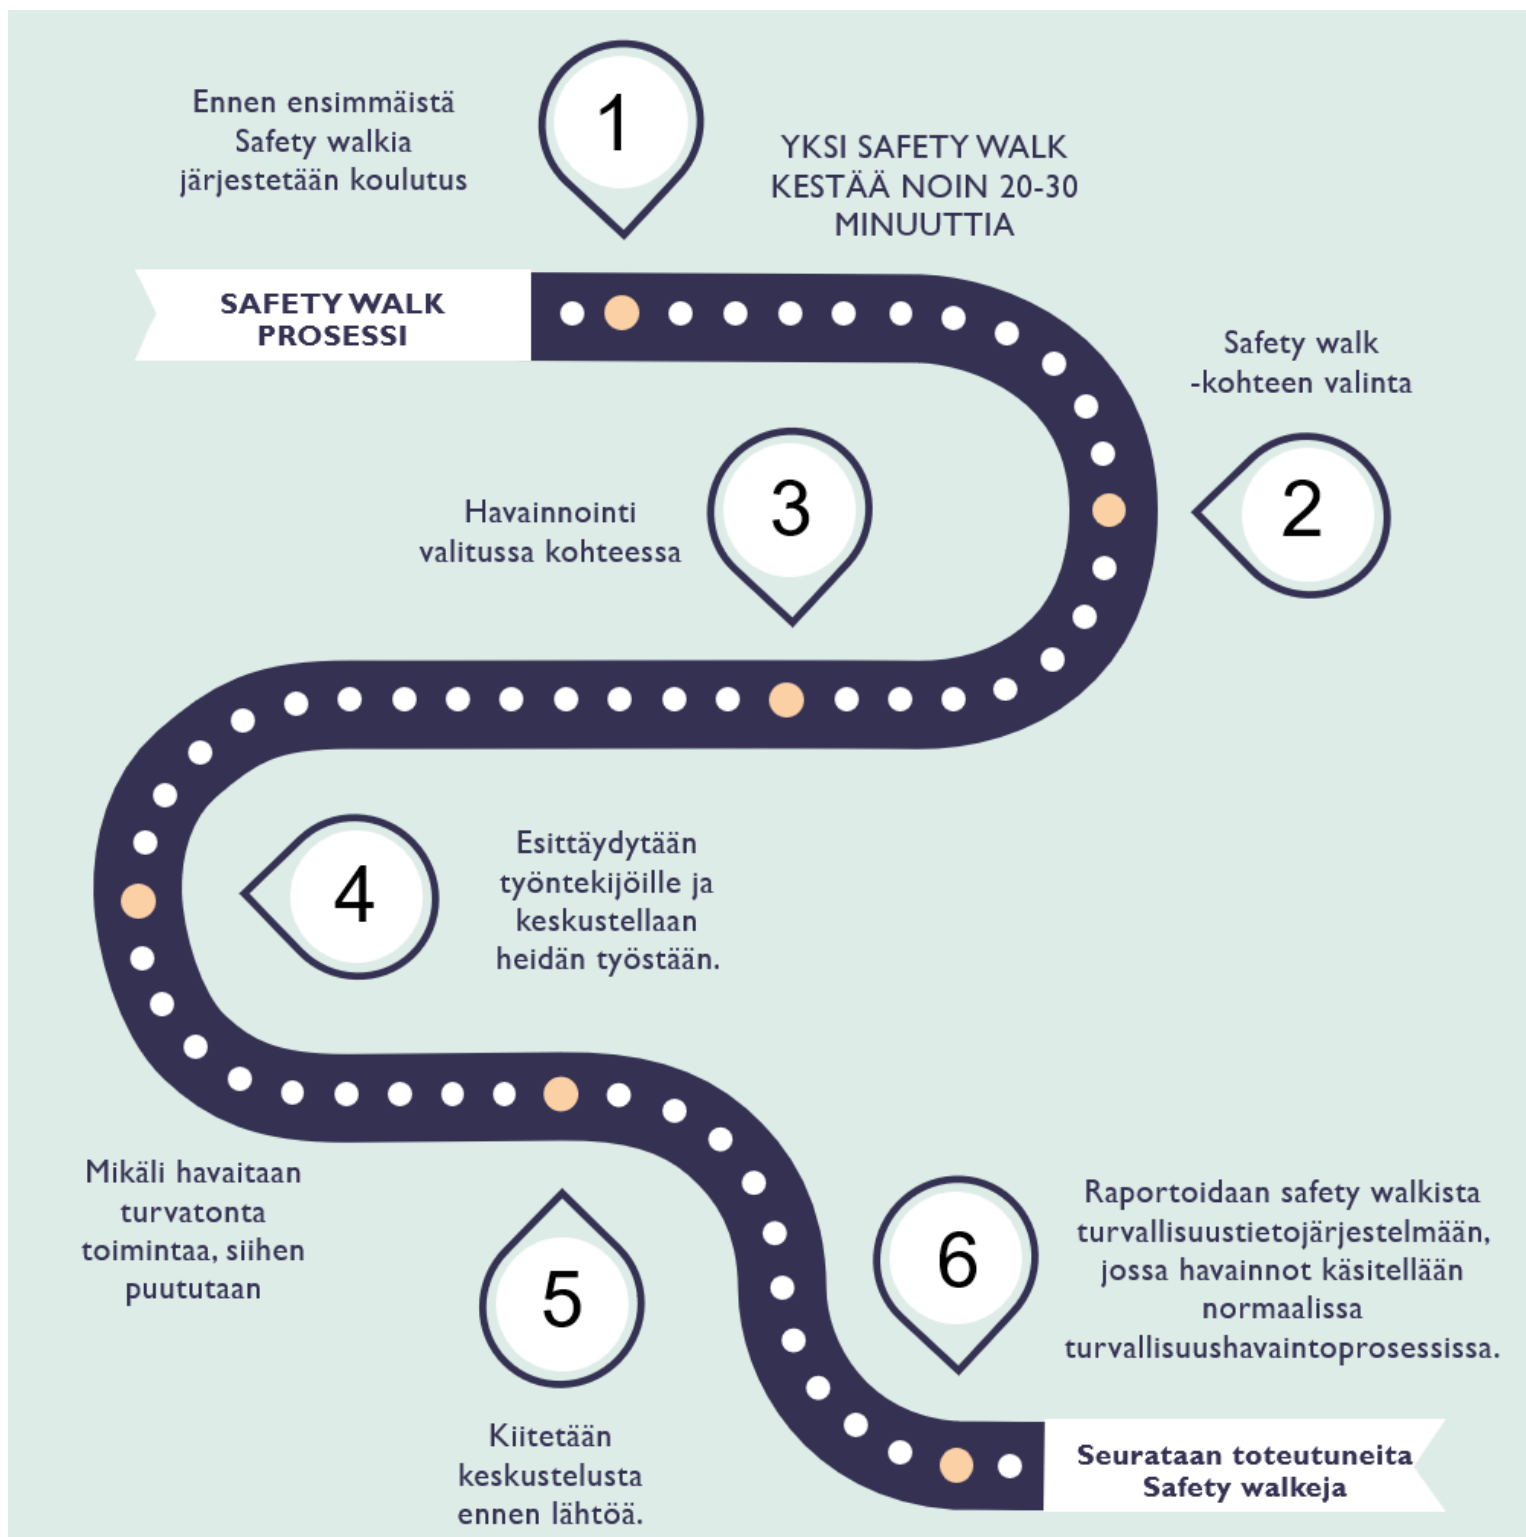 Ennen ensimmäistä
Safety walkia
järjestetään koulutus
1
YKSI SAFETY WALK
KESTÄÄ NOIN 20-30
MINUUTTIA
SAFETY WALK
PROSESSI
Safety walk
-kohteen valinta
2
3
Havainnointi
valitussa kohteessa
4
Esittäydytään
työntekijöille ja
keskustellaan
heidän työstään.
Mikäli havaitaan
turvatonta
toimintaa, siihen
puututaan
5
Kiitetään
keskustelusta
ennen lähtöä.
6
Raportoidaan safety walkista
turvallisuustietojärjestelmään,
jossa havainnot käsitellään
normaalissa
turvallisuushavaintoprosessissa.
Seurataan toteutuneita
Safety walkeja